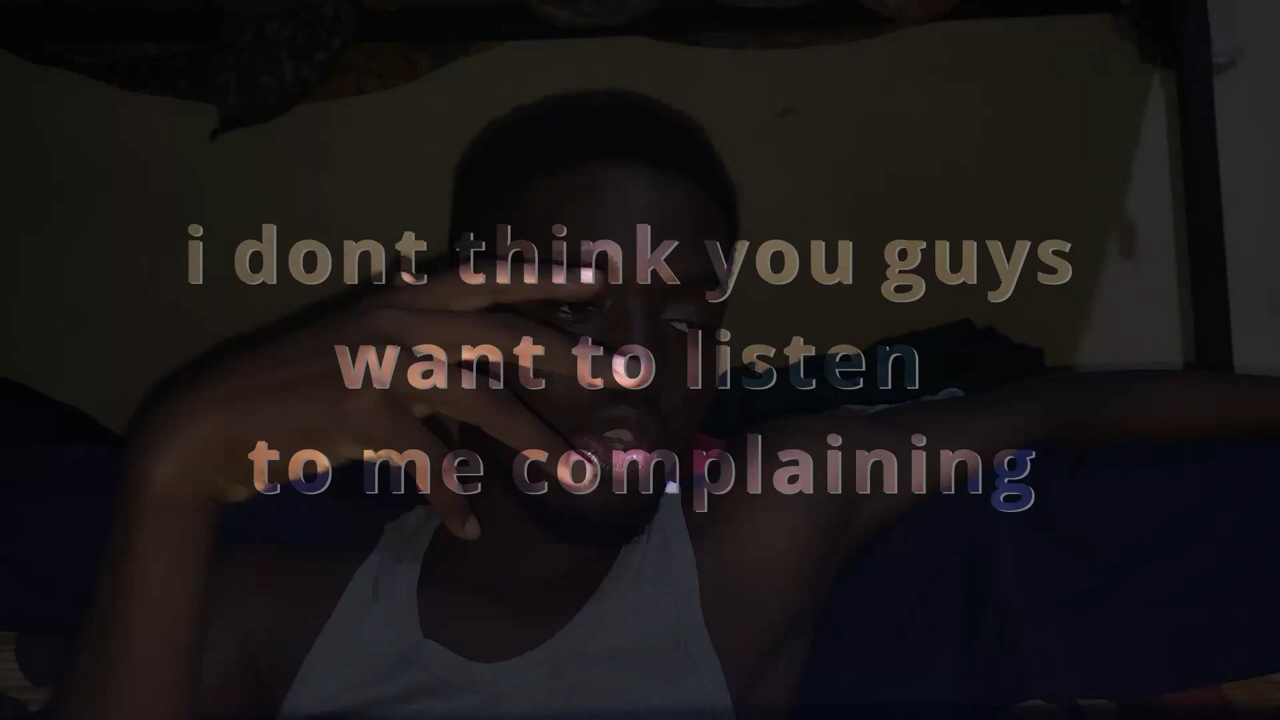 i dont think you guys
want to listen
to me complaining